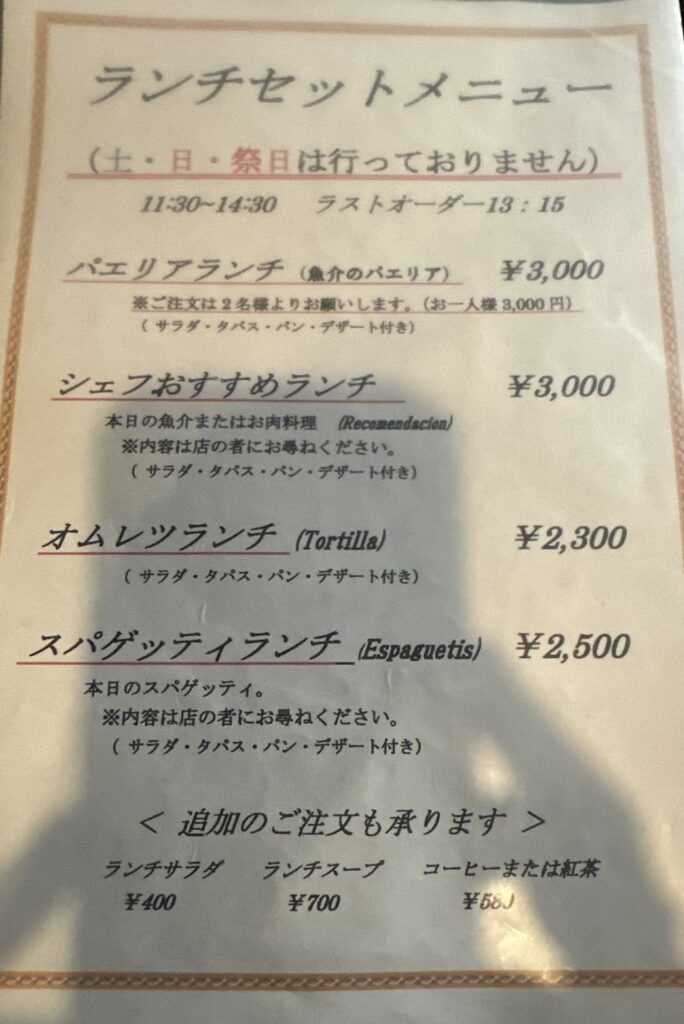 ランチセットメニュー
（土・日・祭日は行っておりません）
11:30~14:30 ラストオーダー13：15
パエリアランチ（魚介のパエリア） ￥3,000
※ご注文は2名様よりお願いします。（お一人様 3,000円）
（ サラダ・タパス・パン・デザート付き）
シェフおすすめランチ ￥3,000
本日の魚介またはお肉料理 (Recomendacion)
※内容は店の者にお尋ねください。
（ サラダ・タパス・パン・デザート付き）
オムレツランチ (Tortilla) ￥2,300
（ サラダ・タパス・パン・デザート付き）
スパゲッティランチ (Espaguetis) ￥2,500
本日のスパゲッティ。
※内容は店の者にお尋ねください。
（ サラダ・タパス・パン・デザート付き）
＜ 追加のご注文も承ります ＞
ランチサラダ ランチスープ コーヒーまたは紅茶
￥400 ￥700